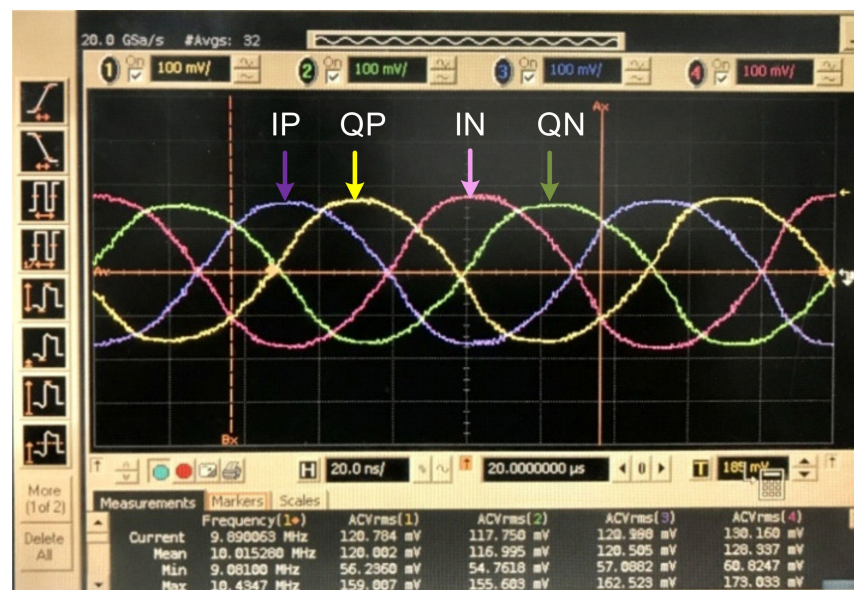 20.0 GSa/s #Avgs: 32
1 On 100 mV/ 2 On 100 mV/ 3 On 100 mV/ 4 On 100 mV/
Ax
IP QP IN QN
Ay
Bx
More
(1 of 2)
Delete
All
H 20.0 ns/ 20.0000000 µs 0 T 185 mV
Measurements Markers Scales
Frequency(1) ACVrms(1) ACVrms(2) ACVrms(3) ACVrms(4)
Current 9.890063 MHz 120.784 mV 117.750 mV 120.990 mV 130.160 mV
Mean 10.015280 MHz 120.002 mV 116.995 mV 120.505 mV 128.337 mV
Min 9.08100 MHz 56.2360 mV 54.7618 mV 57.0882 mV 60.8247 mV
Max 10.4347 MHz 159.007 mV 155.603 mV 162.523 mV 173.033 mV